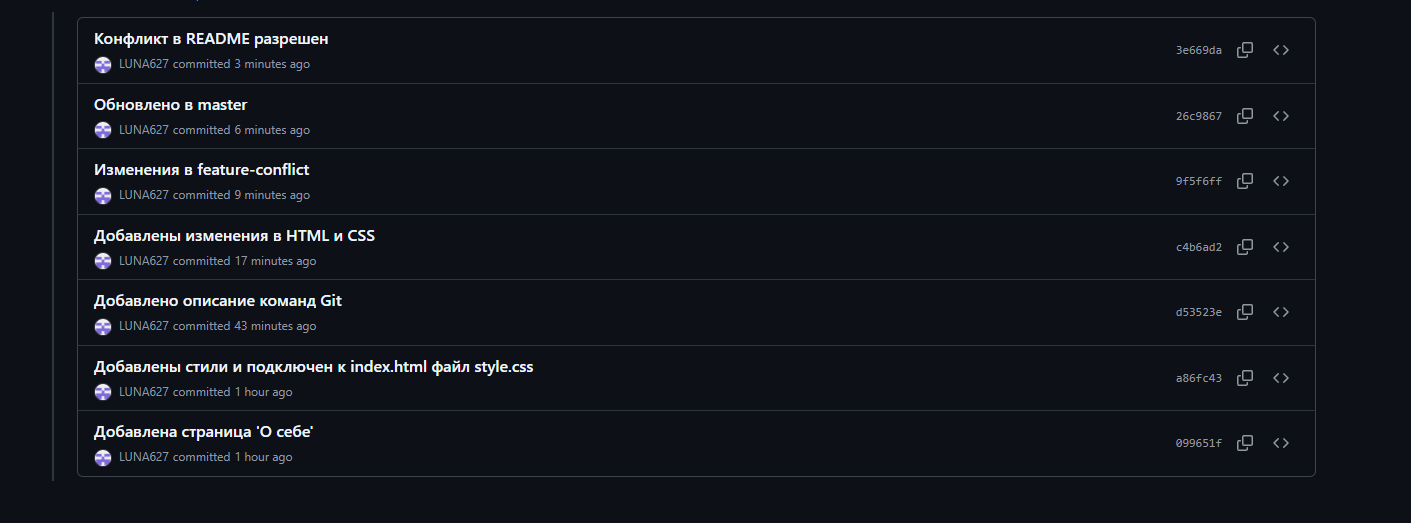 Конфликт в README разрешен
LUNA627 committed 3 minutes ago
3e669da
Обновлено в master
LUNA627 committed 6 minutes ago
26c9867
Изменения в feature-conflict
LUNA627 committed 9 minutes ago
9f5f6ff
Добавлены изменения в HTML и CSS
LUNA627 committed 17 minutes ago
c4b6ad2
Добавлено описание команд Git
LUNA627 committed 43 minutes ago
d53523e
Добавлены стили и подключен к index.html файл style.css
LUNA627 committed 1 hour ago
a86fc43
Добавлена страница 'О себе'
LUNA627 committed 1 hour ago
099651f